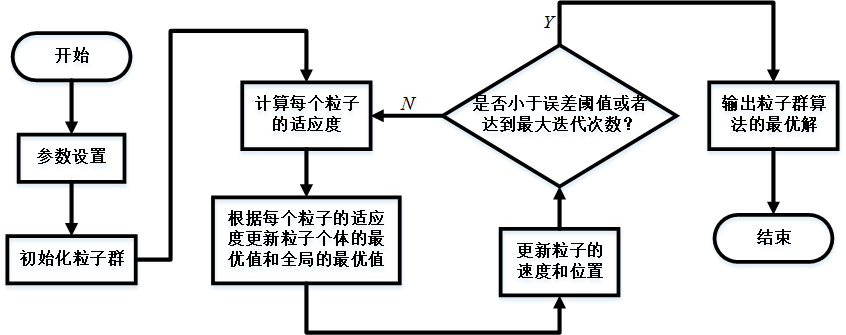 开始
参数设置
初始化粒子群
计算每个粒子
的适应度
根据每个粒子的适应
度更新粒子个体的最
优值和全局的最优值
更新粒子的
速度和位置
是否小于误差阈值或者
达到最大迭代次数？
N
Y
输出粒子群算
法的最优解
结束